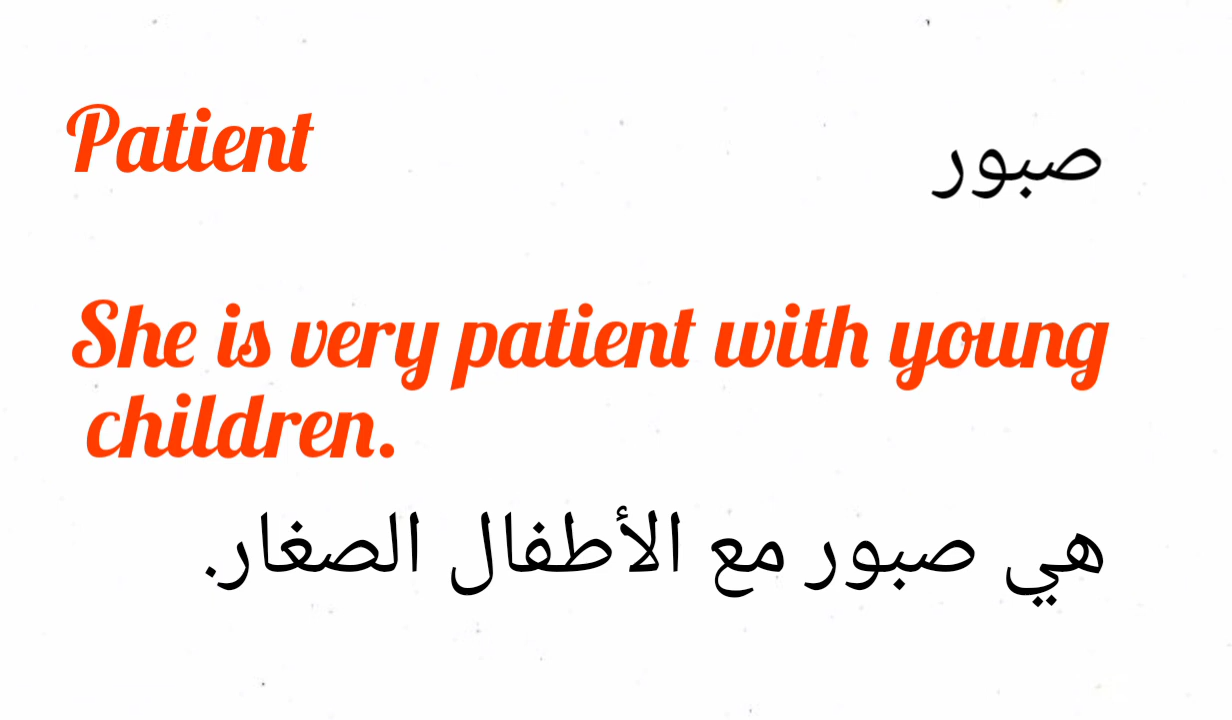 Patient
صبور
She is very patient with young
children.
هي صبور مع الأطفال الصغار.